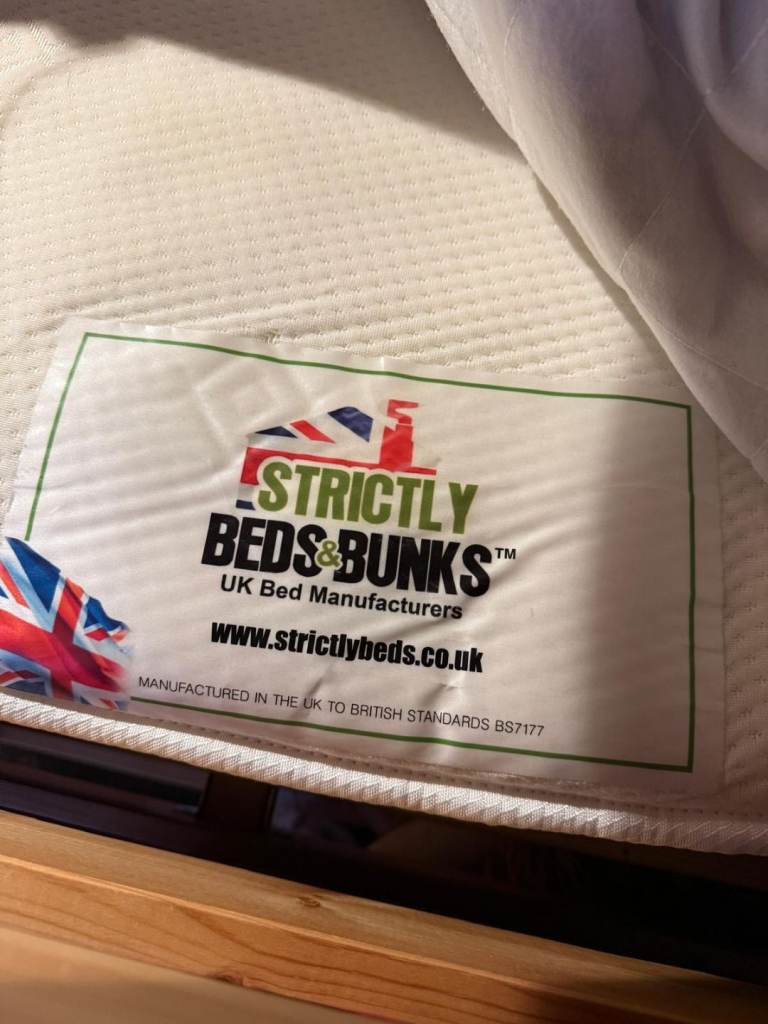 STRICTLY
BEDS&BUNKS™
UK Bed Manufacturers
www.strictlybeds.co.uk
MANUFACTURED IN THE UK TO BRITISH STANDARDS BS7177